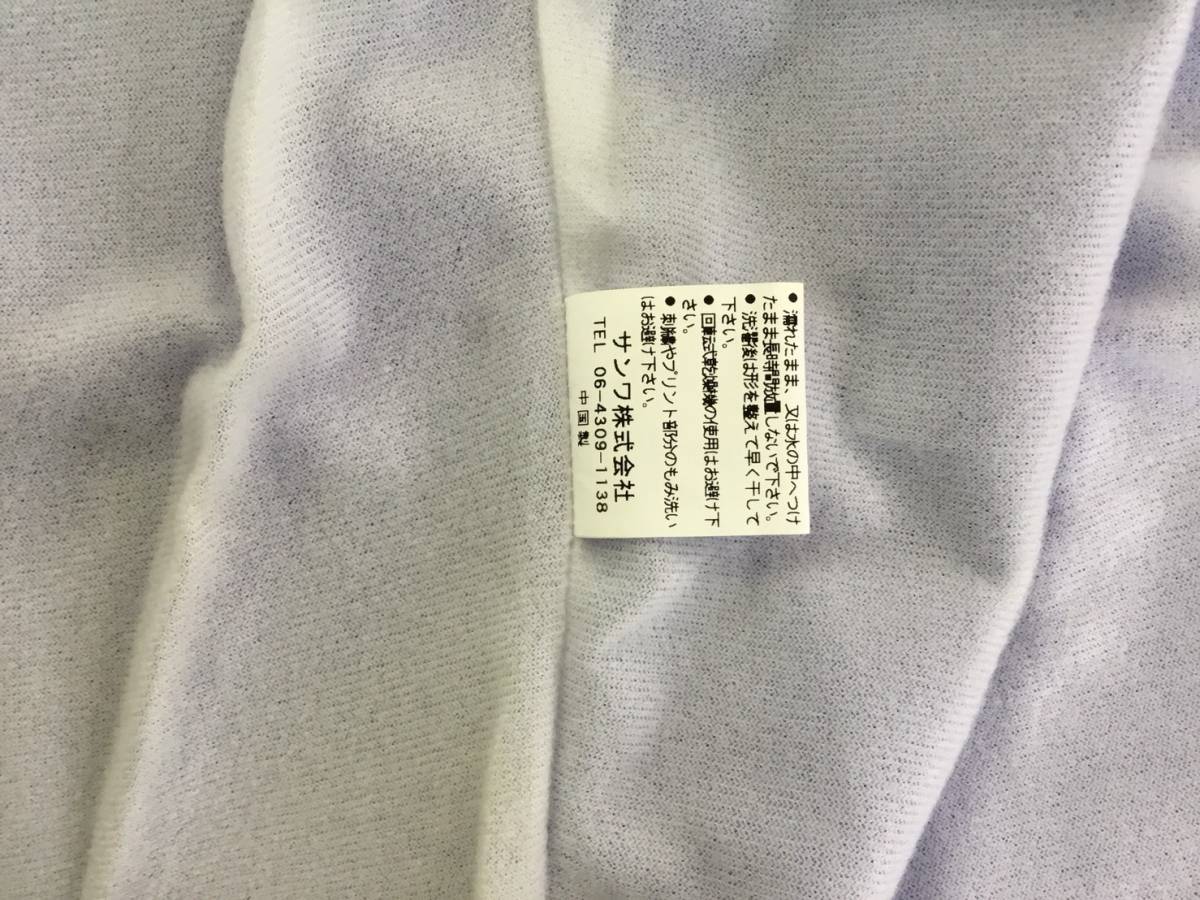 ●濡れたまま、又は水の中へつけ
たまま長時間放置しないで下さい。
●洗濯後は形を整えて早く干して
下さい。
●回転式乾燥機の使用はお避け下
さい。
●刺繍やプリント部分のもみ洗い
はお避け下さい。
サンワ株式会社
TEL 06-4309-1138
中国製